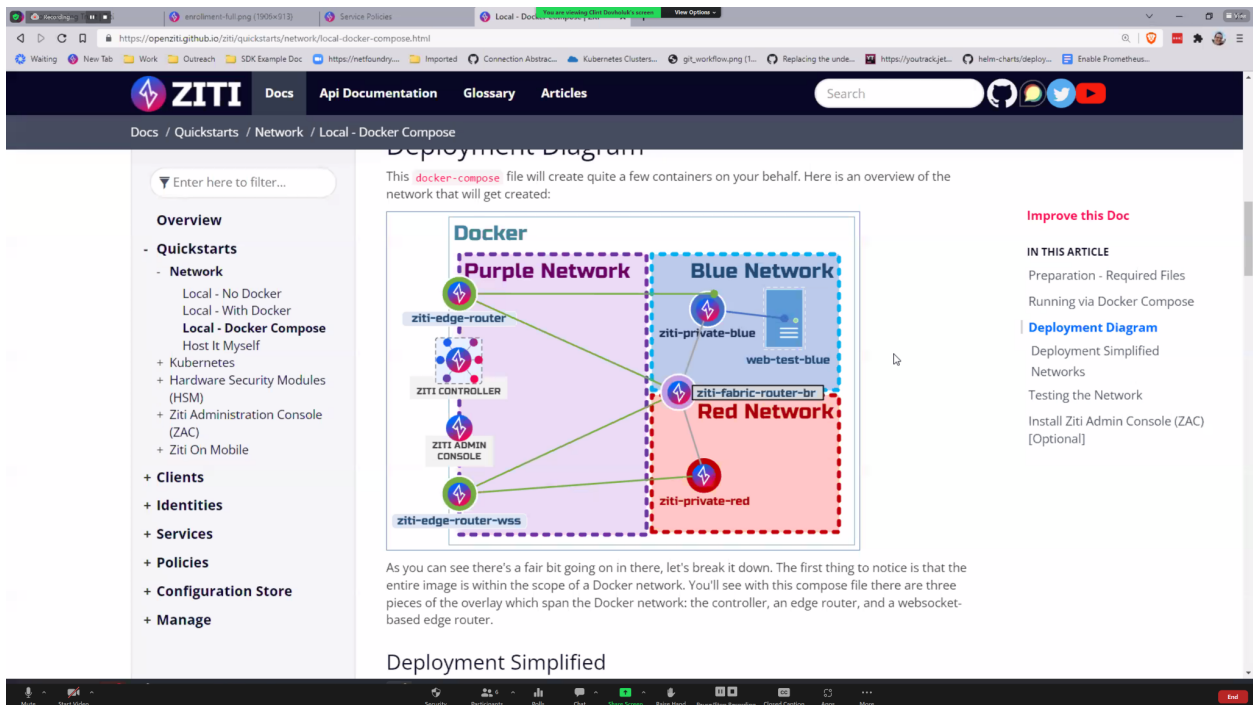 Recording...
You are viewing Clint Dovholuk's screen
View Options
enrollment-full.png (1906×913)
Service Policies
https://openziti.github.io/ziti/quickstarts/network/local-docker-compose.html
Waiting
New Tab
Work
Outreach
SDK Example Doc
https://netfoundry....
Imported
Connection Abstrac...
Kubernetes Clusters...
git_workflow.png (1...
Replacing the unde...
https://youtrack.jet...
helm-charts/deploy...
Enable Prometheus...
ZITI
Docs
Api Documentation
Glossary
Articles
Search
Docs / Quickstarts / Network / Local - Docker Compose
Enter here to filter...
Overview
- Quickstarts
- Network
Local - No Docker
Local - With Docker
Local - Docker Compose
Host It Myself
+ Kubernetes
+ Hardware Security Modules
(HSM)
+ Ziti Administration Console
(ZAC)
+ Ziti On Mobile
+ Clients
+ Identities
+ Services
+ Policies
+ Configuration Store
+ Manage
Deployment Diagram
This docker-compose file will create quite a few containers on your behalf. Here is an overview of the
network that will get created:
Docker
Purple Network
Blue Network
ziti-edge-router
ziti-private-blue
web-test-blue
ZITI CONTROLLER
ziti-fabric-router-br
Red Network
ZITI ADMIN
CONSOLE
ziti-private-red
ziti-edge-router-wss
As you can see there's a fair bit going on in there, let's break it down. The first thing to notice is that the
entire image is within the scope of a Docker network. You'll see with this compose file there are three
pieces of the overlay which span the Docker network: the controller, an edge router, and a websocket-
based edge router.
Deployment Simplified
Improve this Doc
IN THIS ARTICLE
Preparation - Required Files
Running via Docker Compose
Deployment Diagram
Deployment Simplified
Networks
Testing the Network
Install Ziti Admin Console (ZAC)
[Optional]
Mute
Start Video
Security
Participants
6
Polls
Chat
Share Screen
Raise Hand
Closed Caption
Apps
More
End